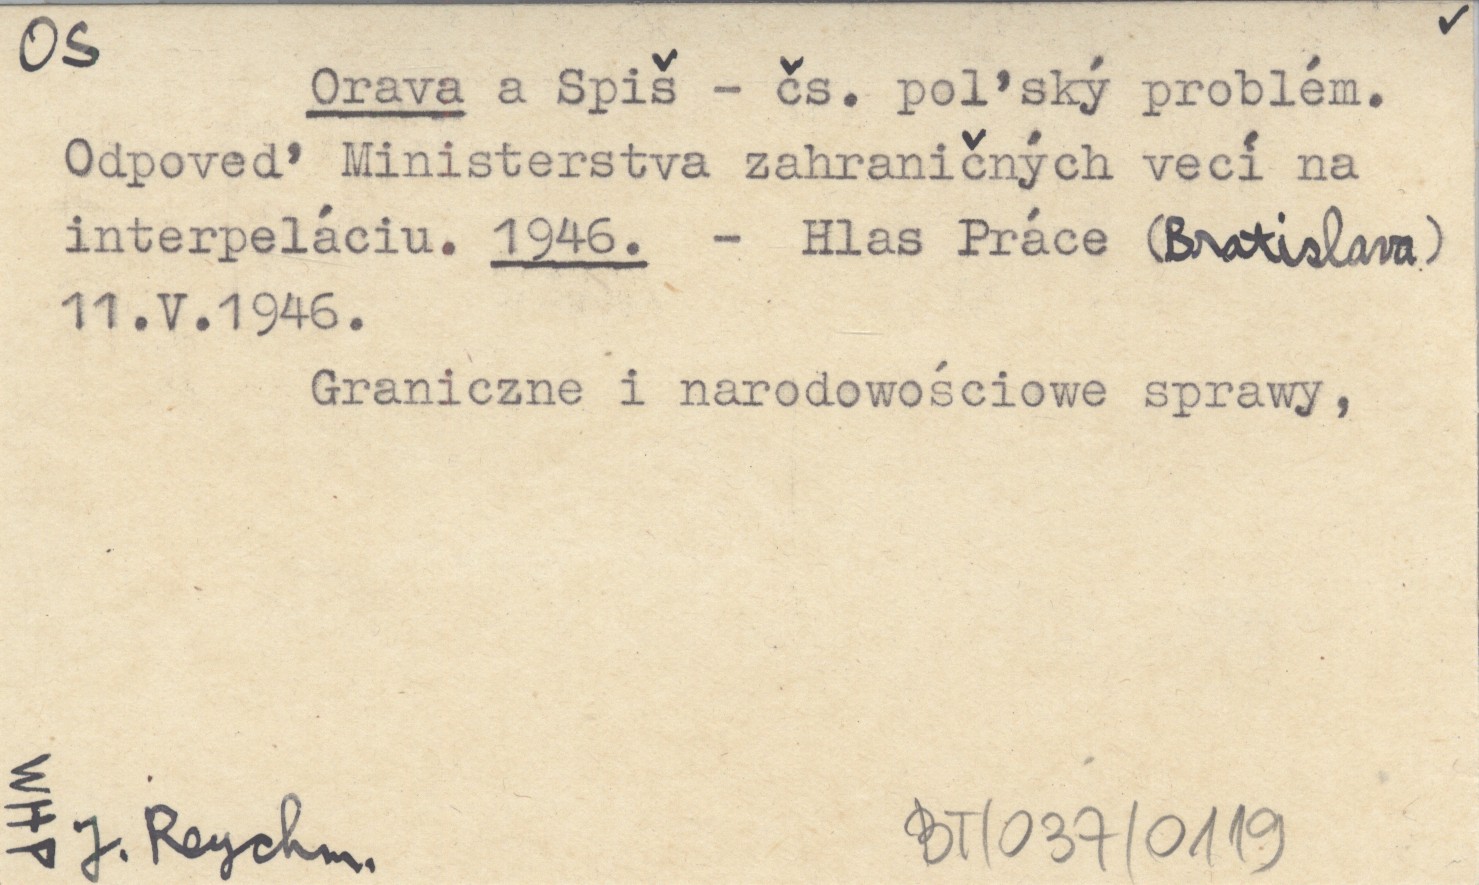 OS ✓
Orava a Spiš - čs. pol'ský problém.
Odpoved' Ministerstva zahraničných vecí na
interpeláciu. 1946. - Hlas Práce (Bratislava)
11.V.1946.
Graniczne i narodowościowe sprawy,
WHP
J. Reychm.
BT/037/0119